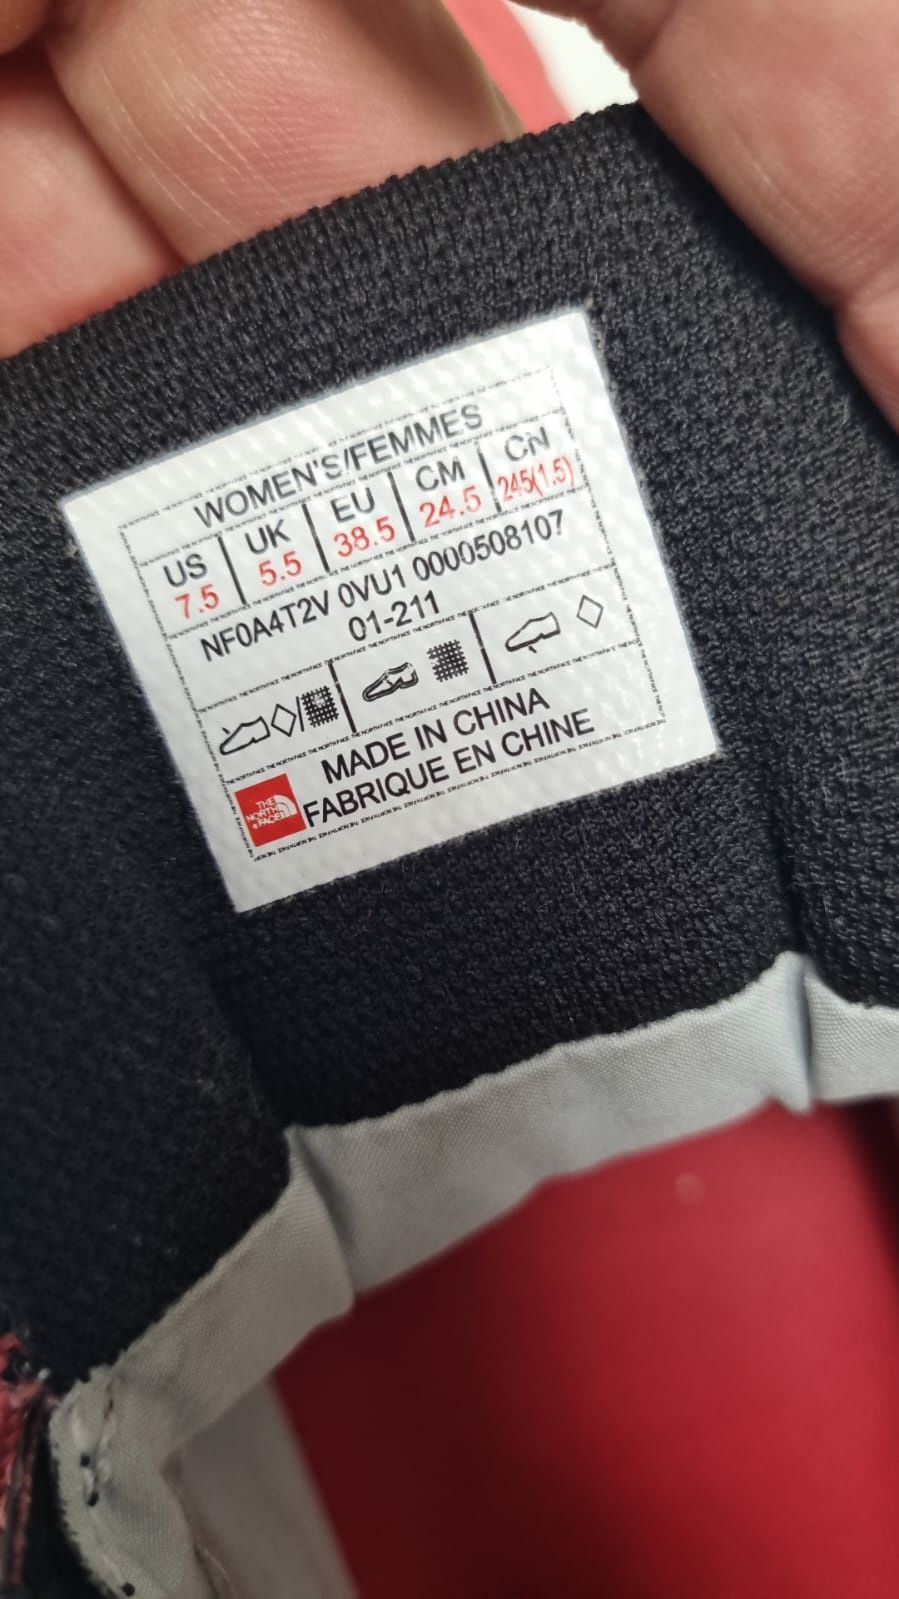 WOMEN'S/FEMMES
US UK EU CM CN
7.5 5.5 38.5 24.5 245(1.5)
NF0A4T2V 0VU1 0000508107
01-211
MADE IN CHINA
FABRIQUE EN CHINE
THE
NORTH
FACE